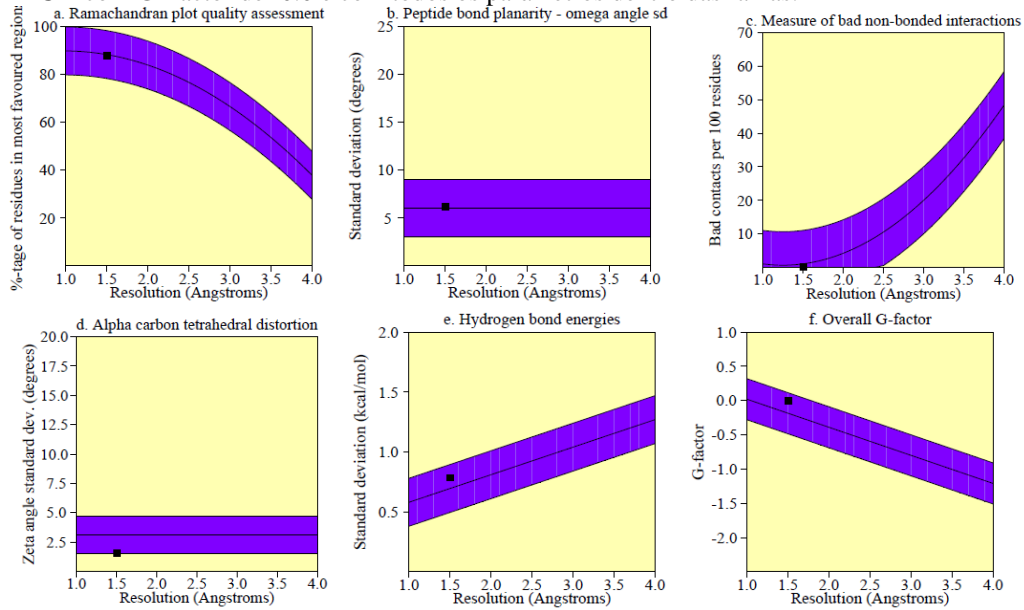 a. Ramachandran plot quality assessment
%-tage of residues in most favoured region
100
80
60
40
20
1.0 1.5 2.0 2.5 3.0 3.5 4.0
Resolution (Angstroms)
b. Peptide bond planarity - omega angle sd
Standard deviation (degrees)
25
20
15
10
5
1.0 1.5 2.0 2.5 3.0 3.5 4.0
Resolution (Angstroms)
c. Measure of bad non-bonded interactions
Bad contacts per 100 residues
70
60
50
40
30
20
10
1.0 1.5 2.0 2.5 3.0 3.5 4.0
Resolution (Angstroms)
d. Alpha carbon tetrahedral distortion
Zeta angle standard dev. (degrees)
20.0
17.5
15.0
12.5
10.0
7.5
5.0
2.5
1.0 1.5 2.0 2.5 3.0 3.5 4.0
Resolution (Angstroms)
e. Hydrogen bond energies
Standard deviation (kcal/mol)
2.0
1.5
1.0
0.5
1.0 1.5 2.0 2.5 3.0 3.5 4.0
Resolution (Angstroms)
f. Overall G-factor
G-factor
1.0
0.5
0.0
-0.5
-1.0
-1.5
-2.0
1.0 1.5 2.0 2.5 3.0 3.5 4.0
Resolution (Angstroms)